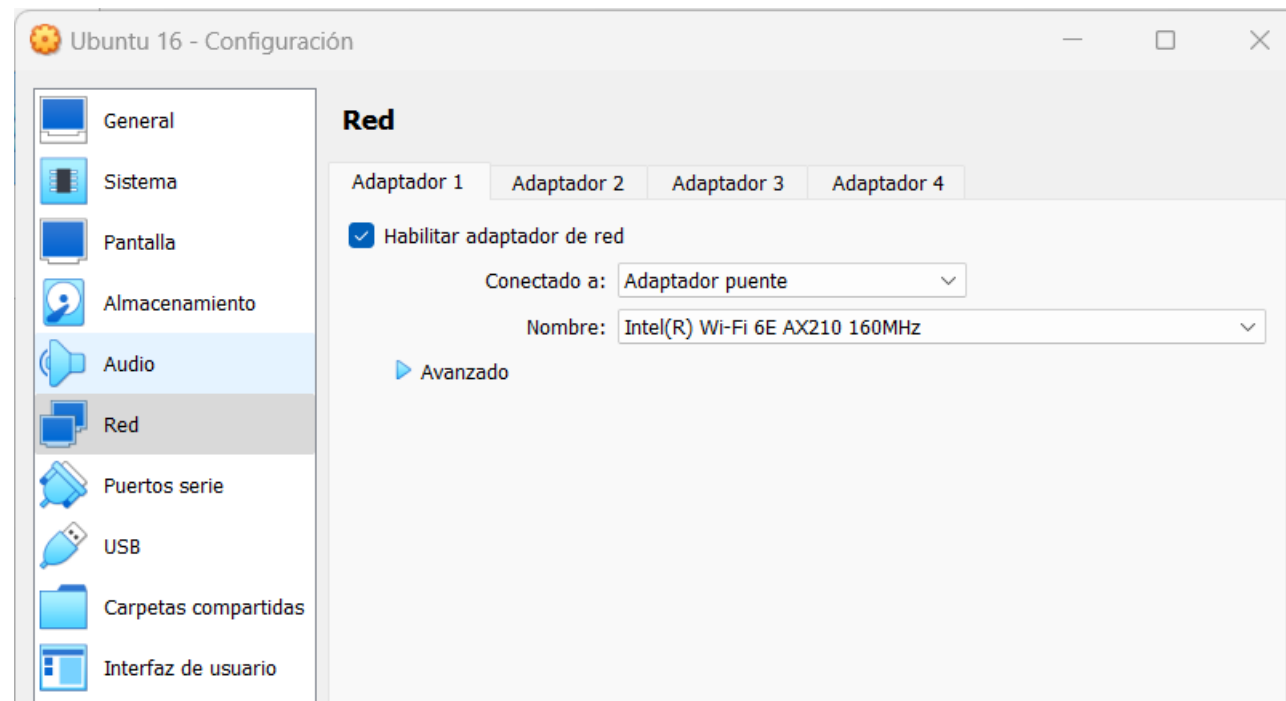 Ubuntu 16 - Configuración
General
Sistema
Pantalla
Almacenamiento
Audio
Red
Puertos serie
USB
Carpetas compartidas
Interfaz de usuario
Red
Adaptador 1 Adaptador 2 Adaptador 3 Adaptador 4
Habilitar adaptador de red
Conectado a: Adaptador puente
Nombre: Intel(R) Wi-Fi 6E AX210 160MHz
Avanzado